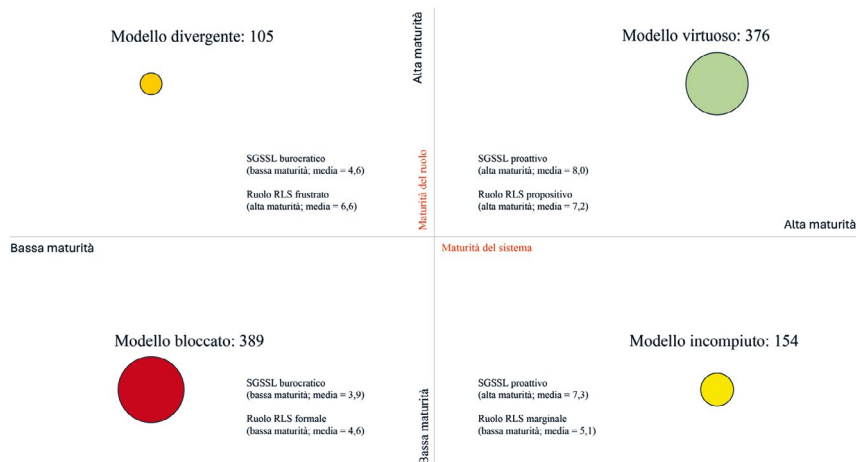 Modello divergente: 105
Alta maturità
Modello virtuoso: 376
SGSSL burocratico
(bassa maturità; media = 4,6)
Ruolo RLS frustrato
(alta maturità; media = 6,6)
Maturità del ruolo
SGSSL proattivo
(alta maturità; media = 8,0)
Ruolo RLS propositivo
(alta maturità; media = 7,2)
Alta maturità
Bassa maturità
Maturità del sistema
Modello bloccato: 389
Modello incompiuto: 154
SGSSL burocratico
(bassa maturità; media = 3,9)
Ruolo RLS formale
(bassa maturità; media = 4,6)
Bassa maturità
SGSSL proattivo
(alta maturità; media = 7,3)
Ruolo RLS marginale
(bassa maturità; media = 5,1)